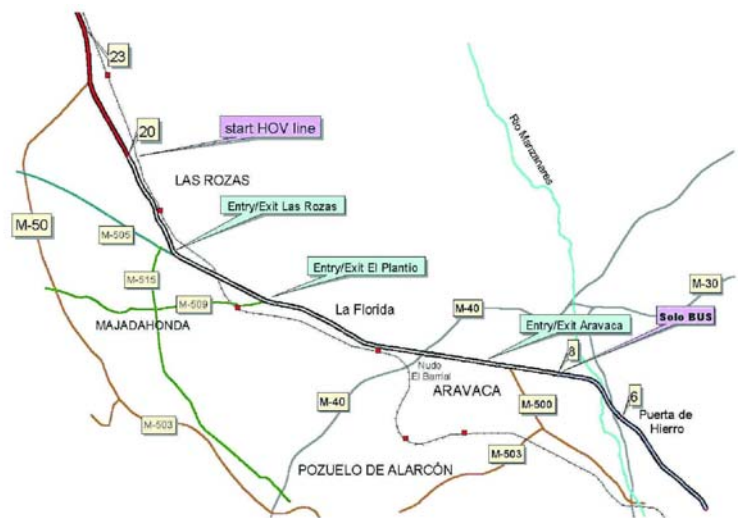 23
20
start HOV line
LAS ROZAS
Rio Manzanares
M-50
Entry/Exit Las Rozas
M-505
Entry/Exit El Plantio
M-515
M-509
La Florida
M-40
M-30
MAJADAHONDA
Entry/Exit Aravaca
Solo BUS
8
Nudo
El Barrial
ARAVACA
6
M-40
M-500
Puerta de
Hierro
M-503
M-503
POZUELO DE ALARCÓN